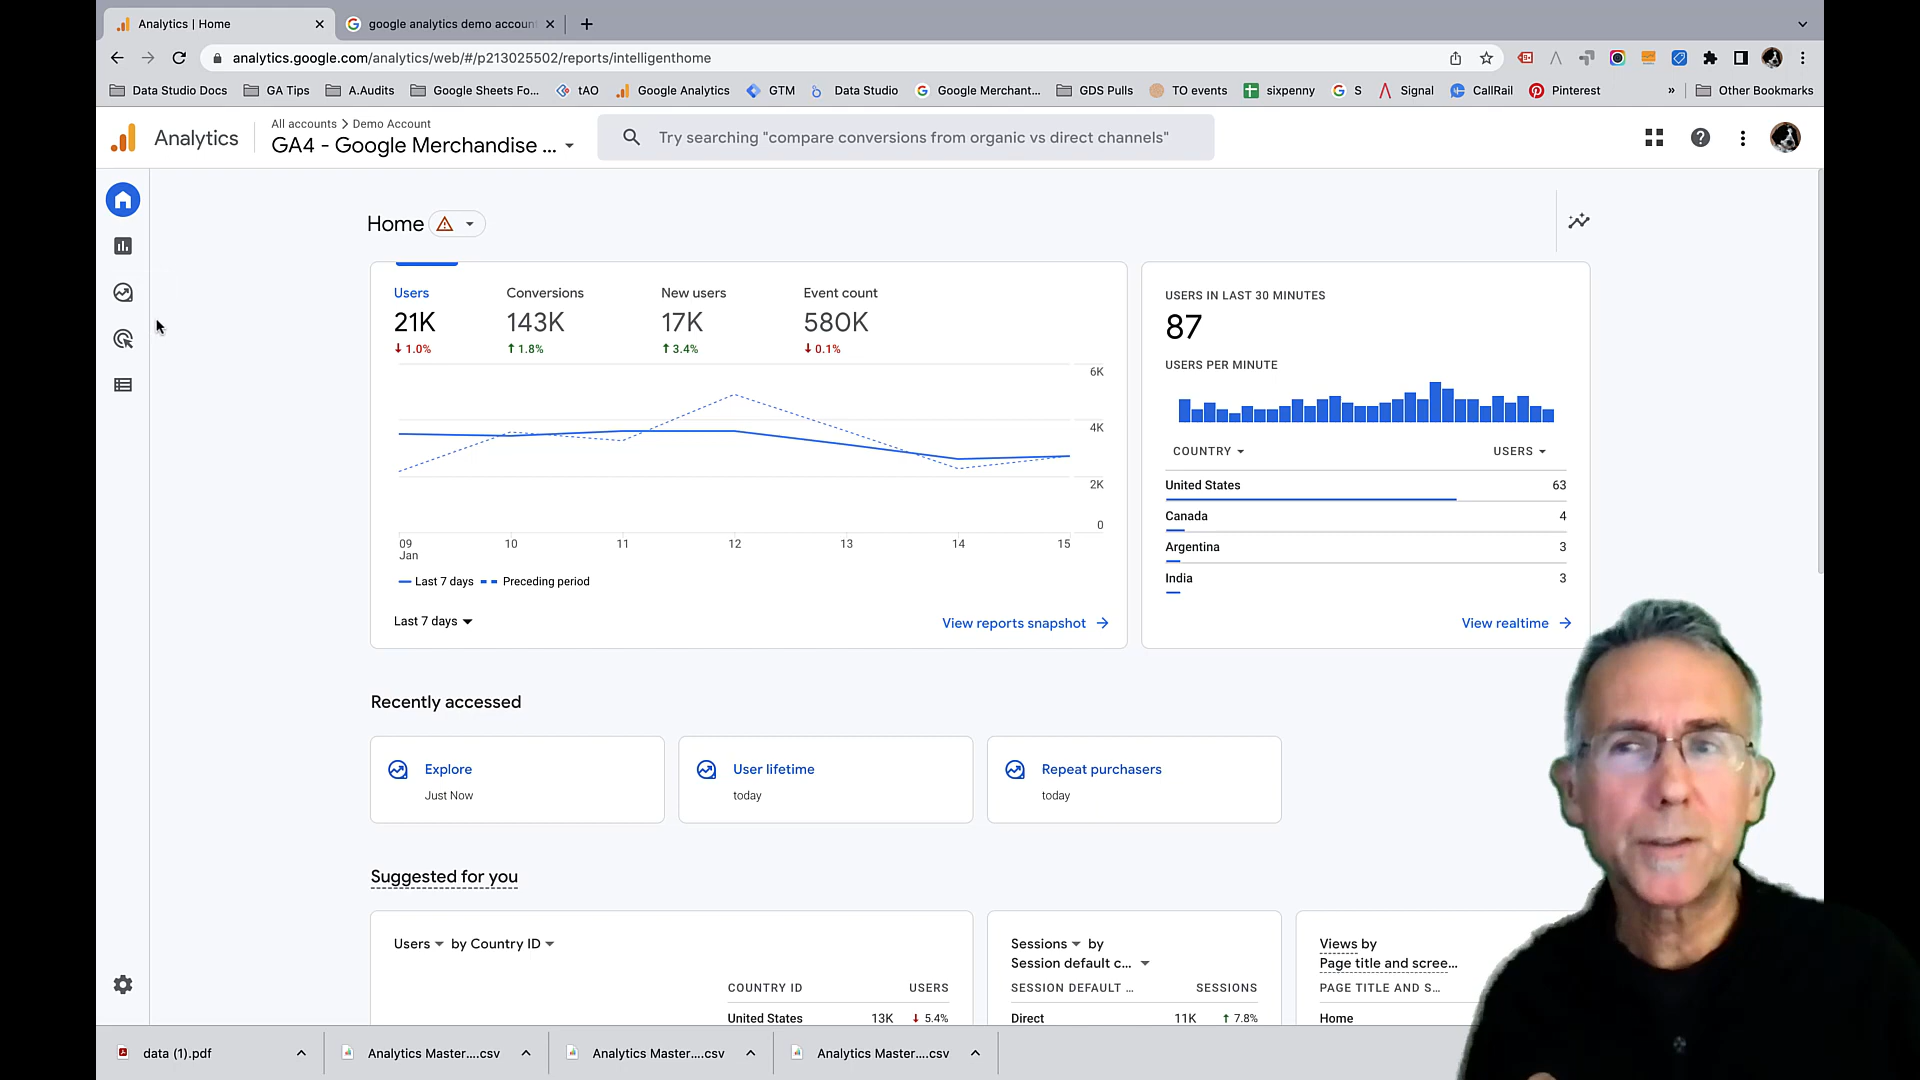 Analytics | Home
google analytics demo accoun
analytics.google.com/analytics/web/#/p213025502/reports/intelligenthome
Data Studio Docs
GA Tips
A.Audits
Google Sheets Fo...
tAO
Google Analytics
GTM
Data Studio
Google Merchant...
GDS Pulls
TO events
sixpenny
S
Signal
CallRail
Pinterest
»
Other Bookmarks
Analytics
All accounts > Demo Account
GA4 - Google Merchandise ...
Try searching "compare conversions from organic vs direct channels"
Home
Users
21K
↓ 1.0%
Conversions
143K
↑ 1.8%
New users
17K
↑ 3.4%
Event count
580K
↓ 0.1%
6K
4K
2K
0
09
Jan
10
11
12
13
14
15
Last 7 days
Preceding period
Last 7 days
View reports snapshot
USERS IN LAST 30 MINUTES
87
USERS PER MINUTE
COUNTRY USERS
United States 63
Canada 4
Argentina 3
India 3
View realtime
Recently accessed
Explore
Just Now
User lifetime
today
Repeat purchasers
today
Suggested for you
Users by Country ID
COUNTRY ID USERS
United States 13K ↓ 5.4%
Sessions by
Session default c...
SESSION DEFAULT ... SESSIONS
Direct 11K ↑ 7.8%
Views by
Page title and scree...
PAGE TITLE AND S...
Home
data (1).pdf
Analytics Master....csv
Analytics Master....csv
Analytics Master....csv